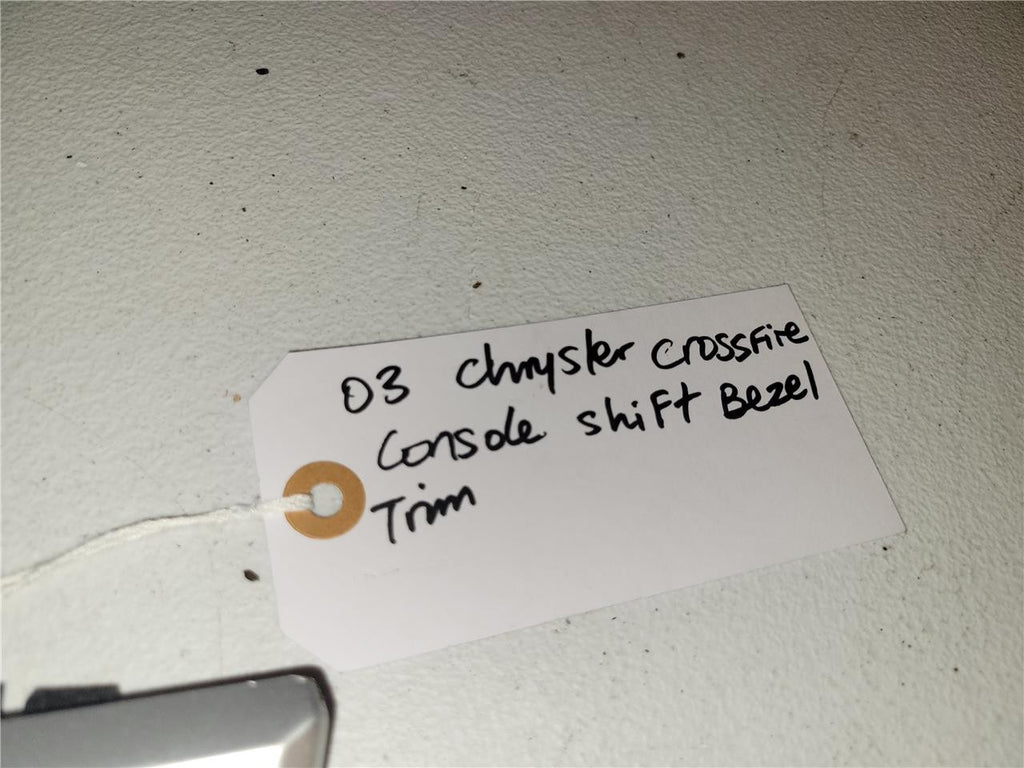 03 Chrysler Crossfire
Console shift Bezel
Trim